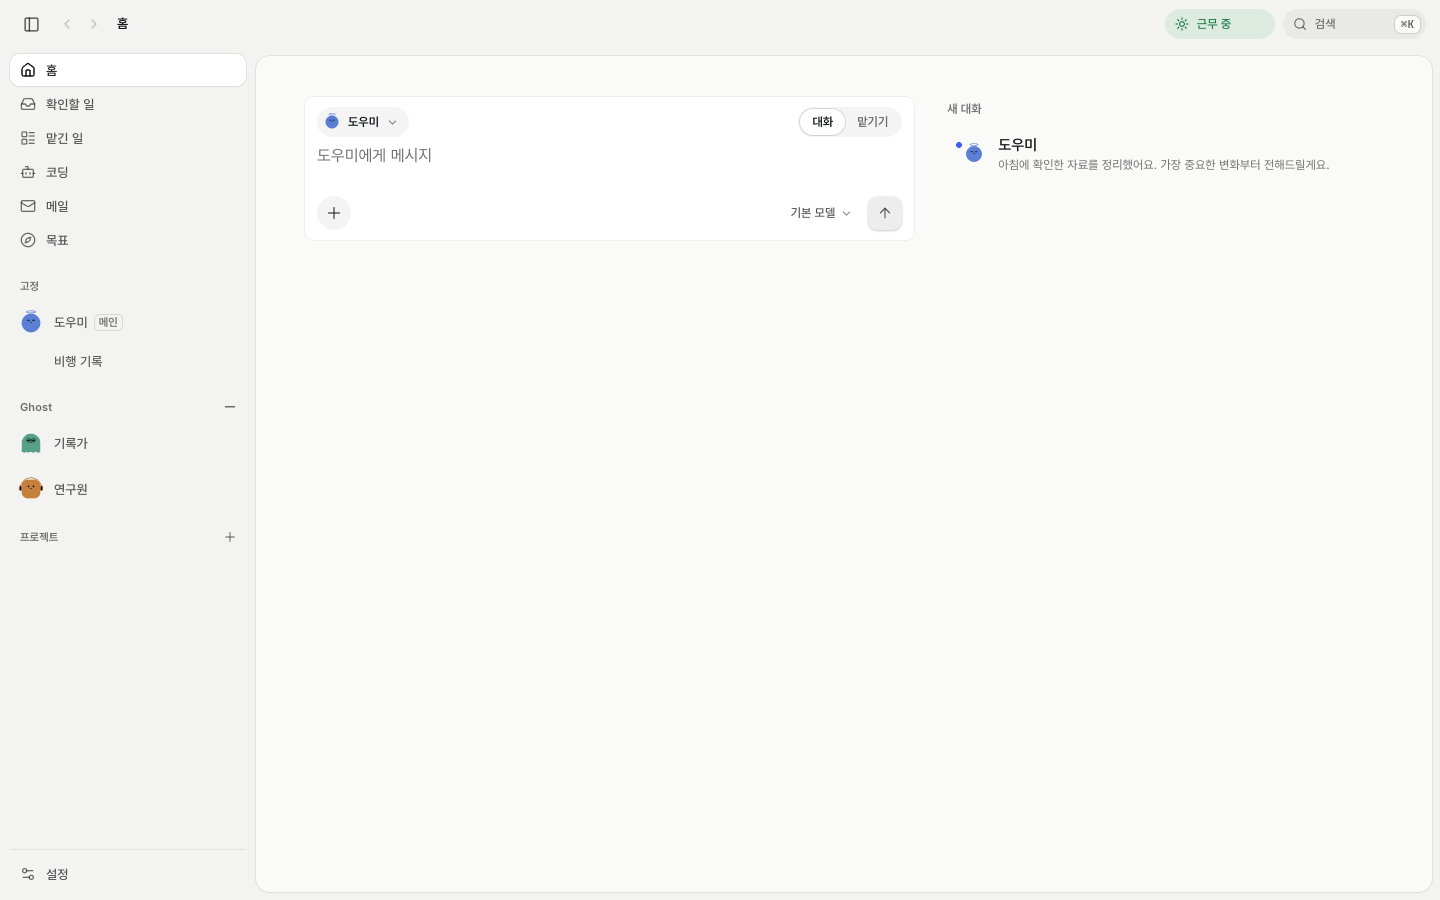 홈
근무 중
검색
⌘K
홈
확인할 일
맡긴 일
코딩
메일
목표
고정
도우미 메인
비행 기록
Ghost
기록가
연구원
프로젝트
설정
도우미
대화 맡기기
도우미에게 메시지
기본 모델
새 대화
도우미
아침에 확인한 자료를 정리했어요. 가장 중요한 변화부터 전해드릴게요.